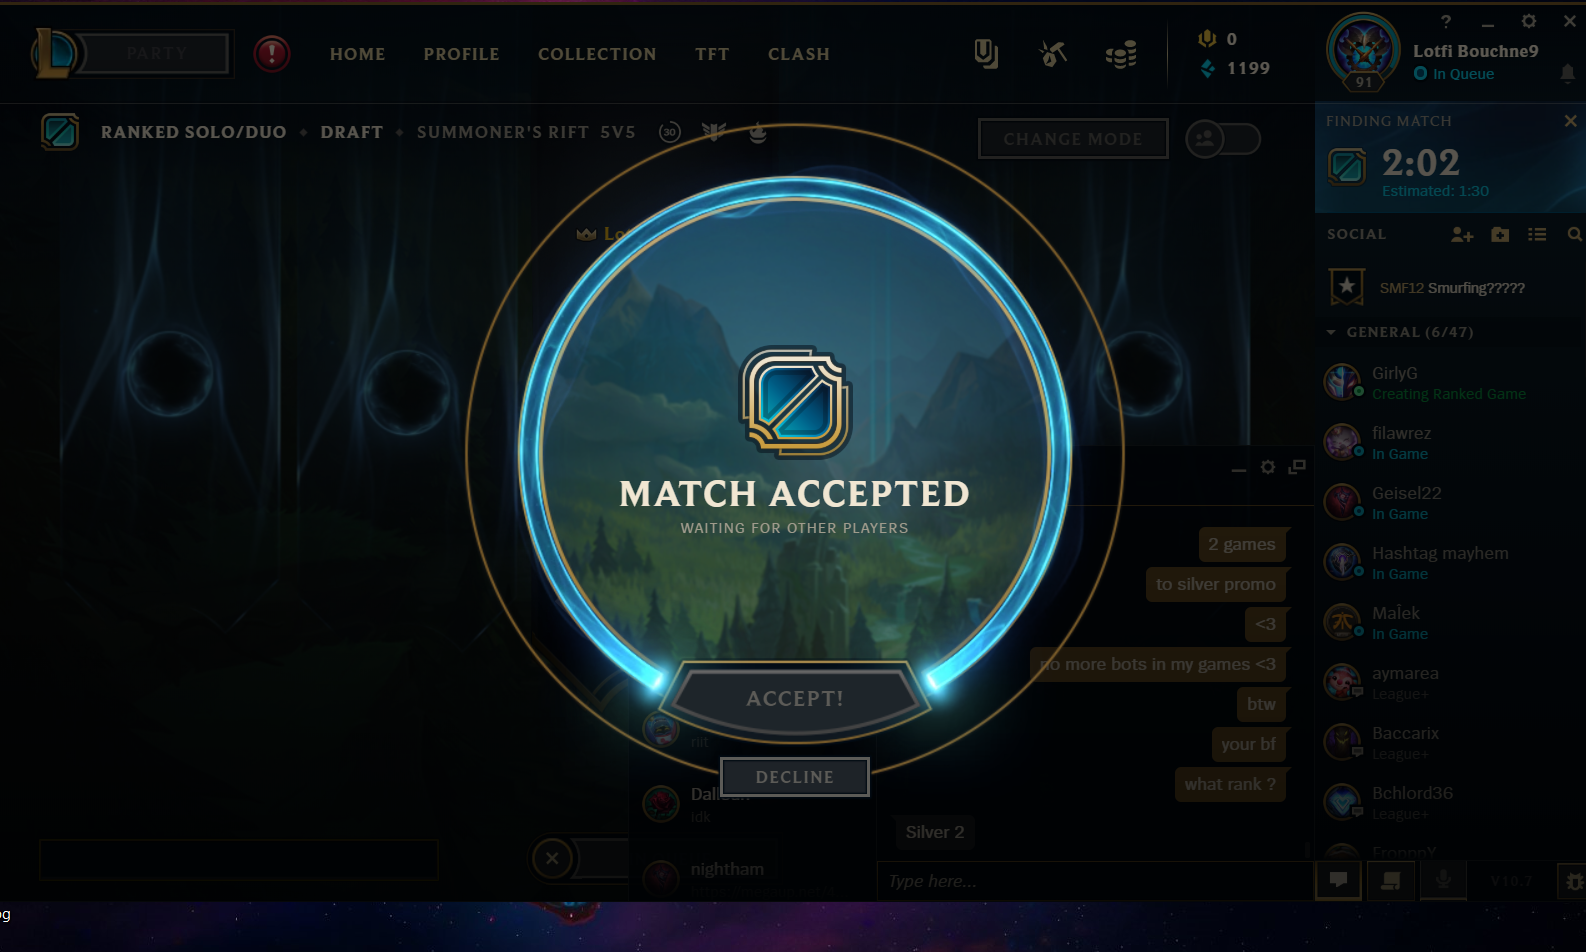 PARTY
HOME
PROFILE
COLLECTION
TFT
CLASH
0
1199
?
Lotfi Bouchne9
In Queue
91
RANKED SOLO/DUO
DRAFT
SUMMONER'S RIFT 5V5
30
CHANGE MODE
FINDING MATCH
2:02
Estimated: 1:30
SOCIAL
SMF12 Smurfing?????
GENERAL (6/47)
GirlyG
Creating Ranked Game
filawrez
In Game
Geisel22
In Game
Hashtag mayhem
In Game
MaÎek
In Game
aymarea
League+
Baccarix
League+
Bchlord36
League+
FroppyY
MATCH ACCEPTED
WAITING FOR OTHER PLAYERS
ACCEPT!
DECLINE
2 games
to silver promo
<3
no more bots in my games <3
btw
your bf
what rank ?
Silver 2
Type here...
idk
nightham
V10.7
og